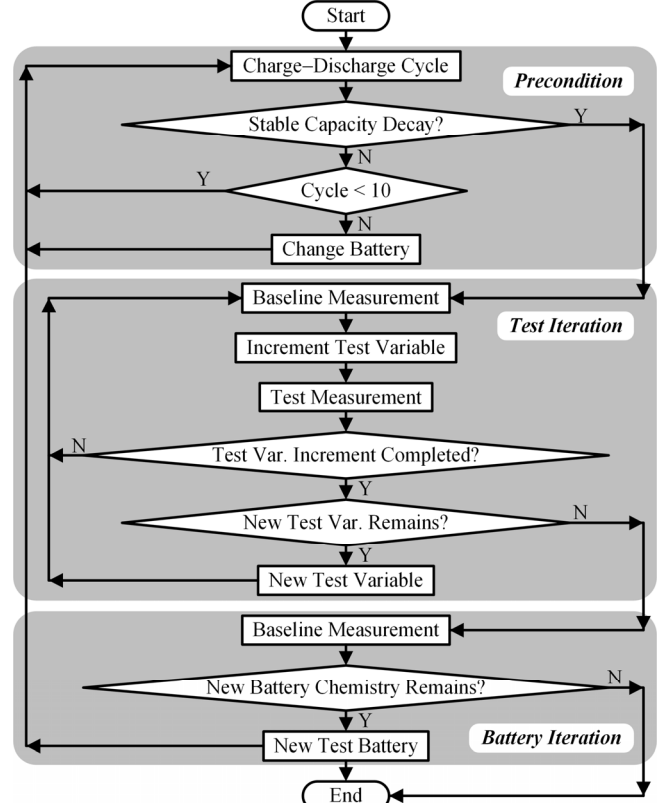 Start
Charge–Discharge Cycle
Precondition
Stable Capacity Decay?
Y
N
Y
Cycle < 10
N
Change Battery
Baseline Measurement
Test Iteration
Increment Test Variable
Test Measurement
N
Test Var. Increment Completed?
Y
New Test Var. Remains?
N
Y
New Test Variable
Baseline Measurement
New Battery Chemistry Remains?
N
Y
New Test Battery
Battery Iteration
End